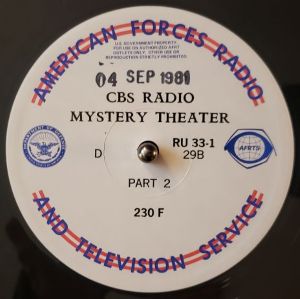 AMERICAN FORCES RADIO
U.S. GOVERNMENT PROPERTY
FOR USE ON AUTHORIZED AFRT
OUTLETS ONLY. OTHER USE OR
REPRODUCTION STRICTLY PROHIBITED.
04 SEP 1981
CBS RADIO
MYSTERY THEATER
RU 33-1
D 29B
AFRTS
PART 2
230 F
AND TELEVISION SERVICE